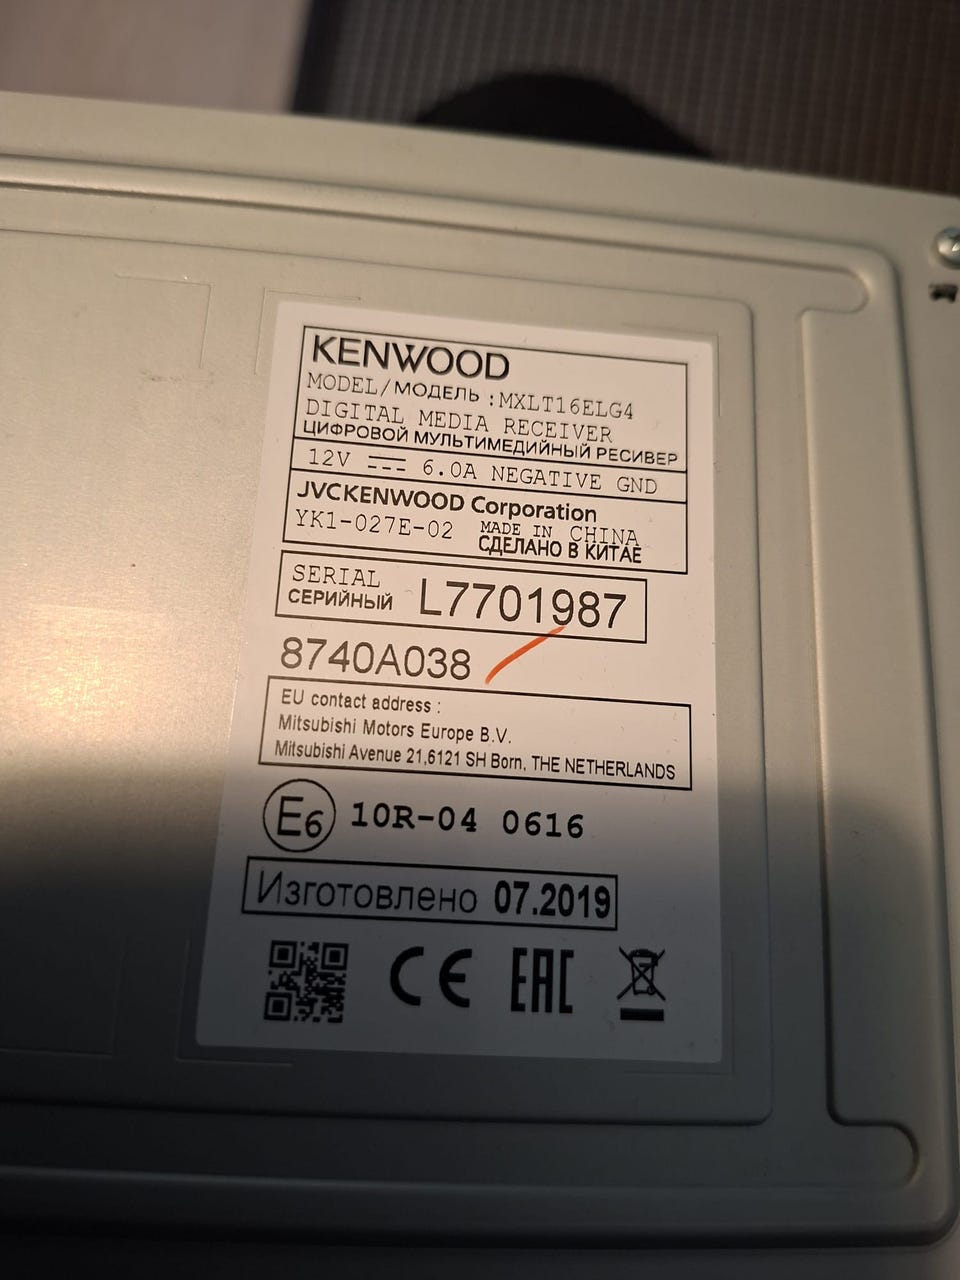 KENWOOD
MODEL/МОДЕЛЬ :MXLT16ELG4
DIGITAL MEDIA RECEIVER
ЦИФРОВОЙ МУЛЬТИМЕДИЙНЫЙ РЕСИВЕР
12V 6.0A NEGATIVE GND
JVCKENWOOD Corporation
YK1-027E-02 MADE IN CHINA
СДЕЛАНО В КИТАЕ
SERIAL
СЕРИЙНЫЙ L7701987
8740A038
EU contact address :
Mitsubishi Motors Europe B.V.
Mitsubishi Avenue 21,6121 SH Born, THE NETHERLANDS
E6 10R-04 0616
Изготовлено 07.2019
CE EAC